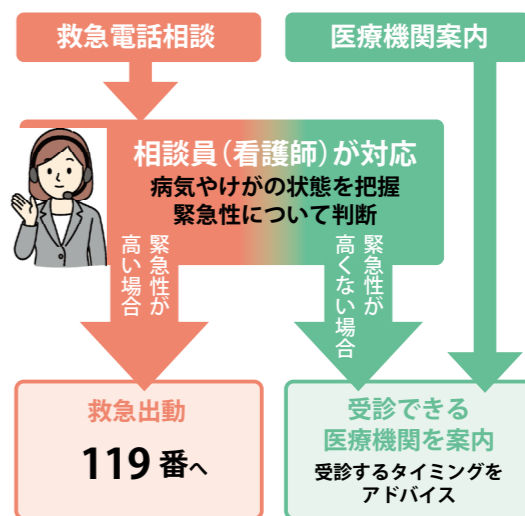 救急電話相談
医療機関案内
相談員（看護師）が対応
病気やけがの状態を把握
緊急性について判断
緊急性が
高い場合
緊急性が
高くない場合
救急出動
119番へ
受診できる
医療機関を案内
受診するタイミングを
アドバイス